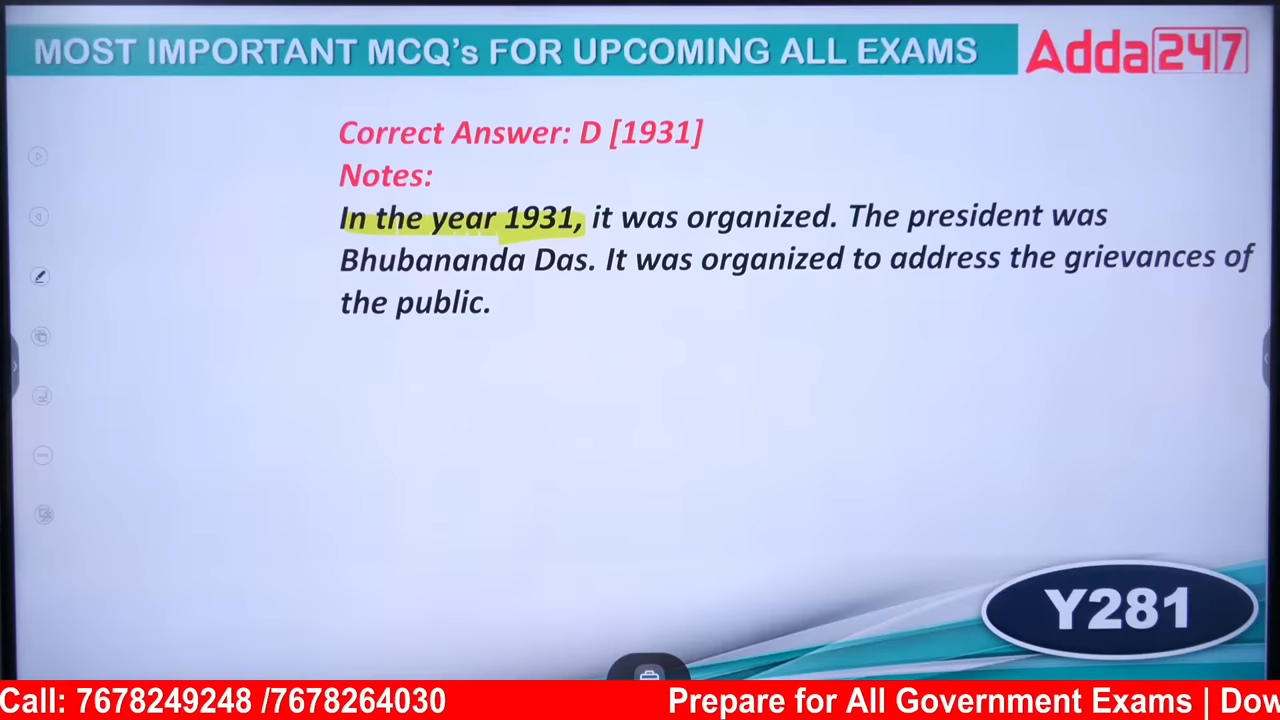 MOST IMPORTANT MCQ's FOR UPCOMING ALL EXAMS
Adda247
Correct Answer: D [1931]
Notes:
In the year 1931, it was organized. The president was
Bhubananda Das. It was organized to address the grievances of
the public.
Y281
Call: 7678249248 /7678264030 Prepare for All Government Exams | Dow